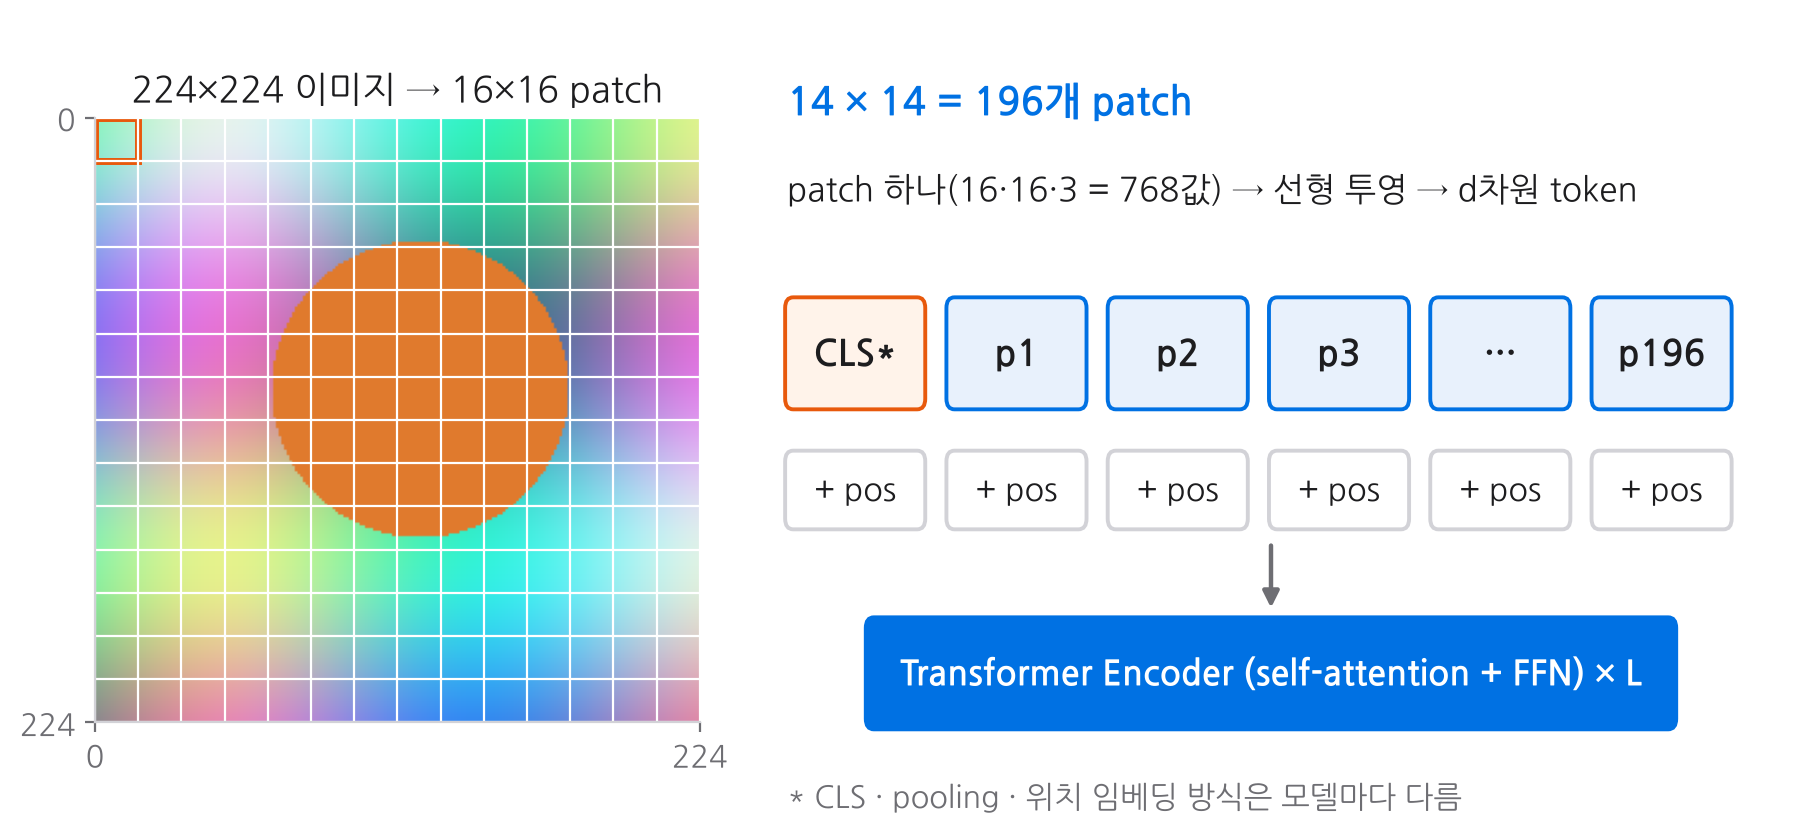 224×224 이미지 → 16×16 patch
0
224
0
224
14 × 14 = 196개 patch
patch 하나(16·16·3 = 768값) → 선형 투영 → d차원 token
CLS* p1 p2 p3 ··· p196
+ pos + pos + pos + pos + pos + pos
Transformer Encoder (self-attention + FFN) × L
* CLS · pooling · 위치 임베딩 방식은 모델마다 다름